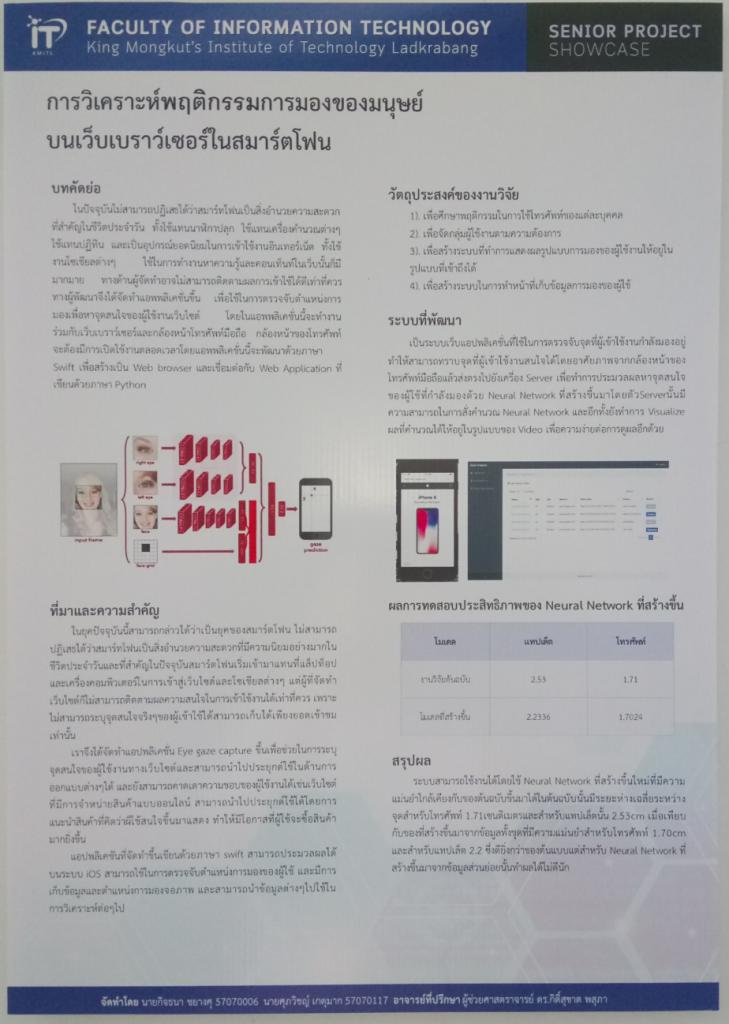 iT
KMITL
FACULTY OF INFORMATION TECHNOLOGY
King Mongkut's Institute of Technology Ladkrabang
SENIOR PROJECT
SHOWCASE
การวิเคราะห์พฤติกรรมการมองของมนุษย์
บนเว็บเบราว์เซอร์ในสมาร์ตโฟน
บทคัดย่อ
ในปัจจุบันไม่สามารถปฏิเสธได้ว่าสมาร์ทโฟนเป็นสิ่งอำนวยความสะดวก
ที่สำคัญในชีวิตประจำวัน ทั้งใช้แทนนาฬิกาปลุก ใช้แทนเครื่องคำนวณต่างๆ
ใช้แทนปฏิทิน และเป็นอุปกรณ์ยอดนิยมในการเข้าใช้งานอินเทอร์เน็ต ทั้งใช้
งานโซเชียลต่างๆ ใช้ในการทำงานหาความรู้และคอนเท็นท์ในเว็บนั้นก็มี
มากมาย ทางด้านผู้จัดทำอาจไม่สามารถติดตามผลการเข้าใช้ได้ดีเท่าที่ควร
ทางผู้พัฒนาจึงได้จัดทำแอพพลิเคชั่นขึ้น เพื่อใช้ในการตรวจจับตำแหน่งการ
มองเพื่อหาจุดสนใจของผู้ใช้งานเว็บไซต์ โดยในแอพพลิเคชั่นนี้จะทำงาน
ร่วมกับเว็บเบราว์เซอร์และกล้องหน้าโทรศัพท์มือถือ กล้องหน้าของโทรศัพท์
จะต้องมีการเปิดใช้งานตลอดเวลาโดยแอพพลิเคชั่นนี้จะพัฒนาด้วยภาษา
Swift เพื่อสร้างเป็น Web browser และเชื่อมต่อกับ Web Application ที่
เขียนด้วยภาษา Python
right eye
left eye
face
face grid
input frame
gaze
prediction
ที่มาและความสำคัญ
ในยุคปัจจุบันนี้สามารถกล่าวได้ว่าเป็นยุคของสมาร์ตโฟน ไม่สามารถ
ปฏิเสธได้ว่าสมาร์ทโฟนเป็นสิ่งอำนวยความสะดวกที่มีความนิยมอย่างมากใน
ชีวิตประจำวันและที่สำคัญในปัจจุบันสมาร์ตโฟนเริ่มเข้ามาแทนที่แล็ปท็อป
และเครื่องคอมพิวเตอร์ในการเข้าสู่เว็บไซต์และโซเชียลต่างๆ แต่ผู้ที่จัดทำ
เว็บไซต์ก็ไม่สามารถติดตามผลความสนใจในการเข้าใช้งานได้เท่าที่ควร เพราะ
ไม่สามารถระบุจุดสนใจจริงๆของผู้เข้าใช้ได้สามารถเก็บได้เพียงยอดเข้าชม
เท่านั้น
เราจึงได้จัดทำแอปพลิเคชั่น Eye gaze capture ขึ้นเพื่อช่วยในการระบุ
จุดสนใจของผู้ใช้งานทางเว็บไซต์และสามารถนำไปประยุกต์ใช้ในด้านการ
ออกแบบต่างๆได้ และยังสามารถคาดเดาความชอบของผู้ใช้งานได้เช่นเว็บไซต์
ที่มีการจำหน่ายสินค้าแบบออนไลน์ สามารถนำไปประยุกต์ใช้ได้โดยการ
แนะนำสินค้าที่คิดว่าผู้ใช้สนใจขึ้นมาแสดง ทำให้มีโอกาสที่ผู้ใช้จะซื้อสินค้า
มากยิ่งขึ้น
แอปพลิเคชั่นที่จัดทำขึ้นเขียนด้วยภาษา swift สามารถประมวลผลได้
บนระบบ iOS สามารถใช้ในการตรวจจับตำแหน่งการมองของผู้ใช้ และมีการ
เก็บข้อมูลและตำแหน่งการมองจอภาพ และสามารถนำข้อมูลต่างๆไปใช้ใน
การวิเคราะห์ต่อๆไป
วัตถุประสงค์ของงานวิจัย
1). เพื่อศึกษาพฤติกรรมในการใช้โทรศัพท์ของแต่ละบุคคล
2). เพื่อจัดกลุ่มผู้ใช้งานตามความต้องการ
3). เพื่อสร้างระบบที่ทำการแสดงผลรูปแบบการมองของผู้ใช้งานให้อยู่ใน
รูปแบบที่เข้าถึงได้
4). เพื่อสร้างระบบในการทำหน้าที่เก็บข้อมูลการมองของผู้ใช้
ระบบที่พัฒนา
เป็นระบบเว็บแอปพลิเคชั่นที่ใช้ในการตรวจจับจุดที่ผู้เข้าใช้งานกำลังมองอยู่
ทำให้สามารถทราบจุดที่ผู้เข้าใช้งานสนใจได้โดยอาศัยภาพจากกล้องหน้าของ
โทรศัพท์มือถือแล้วส่งตรงไปยังเครื่อง Server เพื่อทำการประมวลผลหาจุดสนใจ
ของผู้ใช้ที่กำลังมองด้วย Neural Network ที่สร้างขึ้นมาโดยตัวServerนั้นมี
ความสามารถในการสั่งคำนวณ Neural Network และอีกทั้งยังทำการ Visualize
ผลที่คำนวณได้ให้อยู่ในรูปแบบของ Video เพื่อความง่ายต่อการดูผลอีกด้วย
iPhone X
ผลการทดสอบประสิทธิภาพของ Neural Network ที่สร้างขึ้น
โมเดล แทปเล็ต โทรศัพท์
งานวิจัยต้นฉบับ 2.53 1.71
โมเดลที่สร้างขึ้น 2.2336 1.7024
สรุปผล
ระบบสามารถใช้งานได้โดยใช้ Neural Network ที่สร้างขึ้นใหม่ที่มีความ
แม่นยำใกล้เคียงกับของต้นฉบับขึ้นมาได้ในต้นฉบับนั้นมีระยะห่างเฉลี่ยระหว่าง
จุดสำหรับโทรศัพท์ 1.71เซนติเมตรและสำหรับแทปเล็ตนั้น 2.53cm เมื่อเทียบ
กับของที่สร้างขึ้นมาจากข้อมูลทั้งชุดที่มีความแม่นยำสำหรับโทรศัพท์ 1.70cm
และสำหรับแทปเล็ต 2.2 ซึ่งดียิ่งกว่าของต้นแบบแต่สำหรับ Neural Network ที่
สร้างขึ้นมาจากข้อมูลส่วนย่อยนั้นทำผลได้ไม่ดีนัก
จัดทำโดย นายกิจธนา ชยางศุ 57070006 นายศุภวิชญ์ เกตุมาก 57070117 อาจารย์ที่ปรึกษา ผู้ช่วยศาสตราจารย์ ดร.กิติ์สุชาต พสุภา